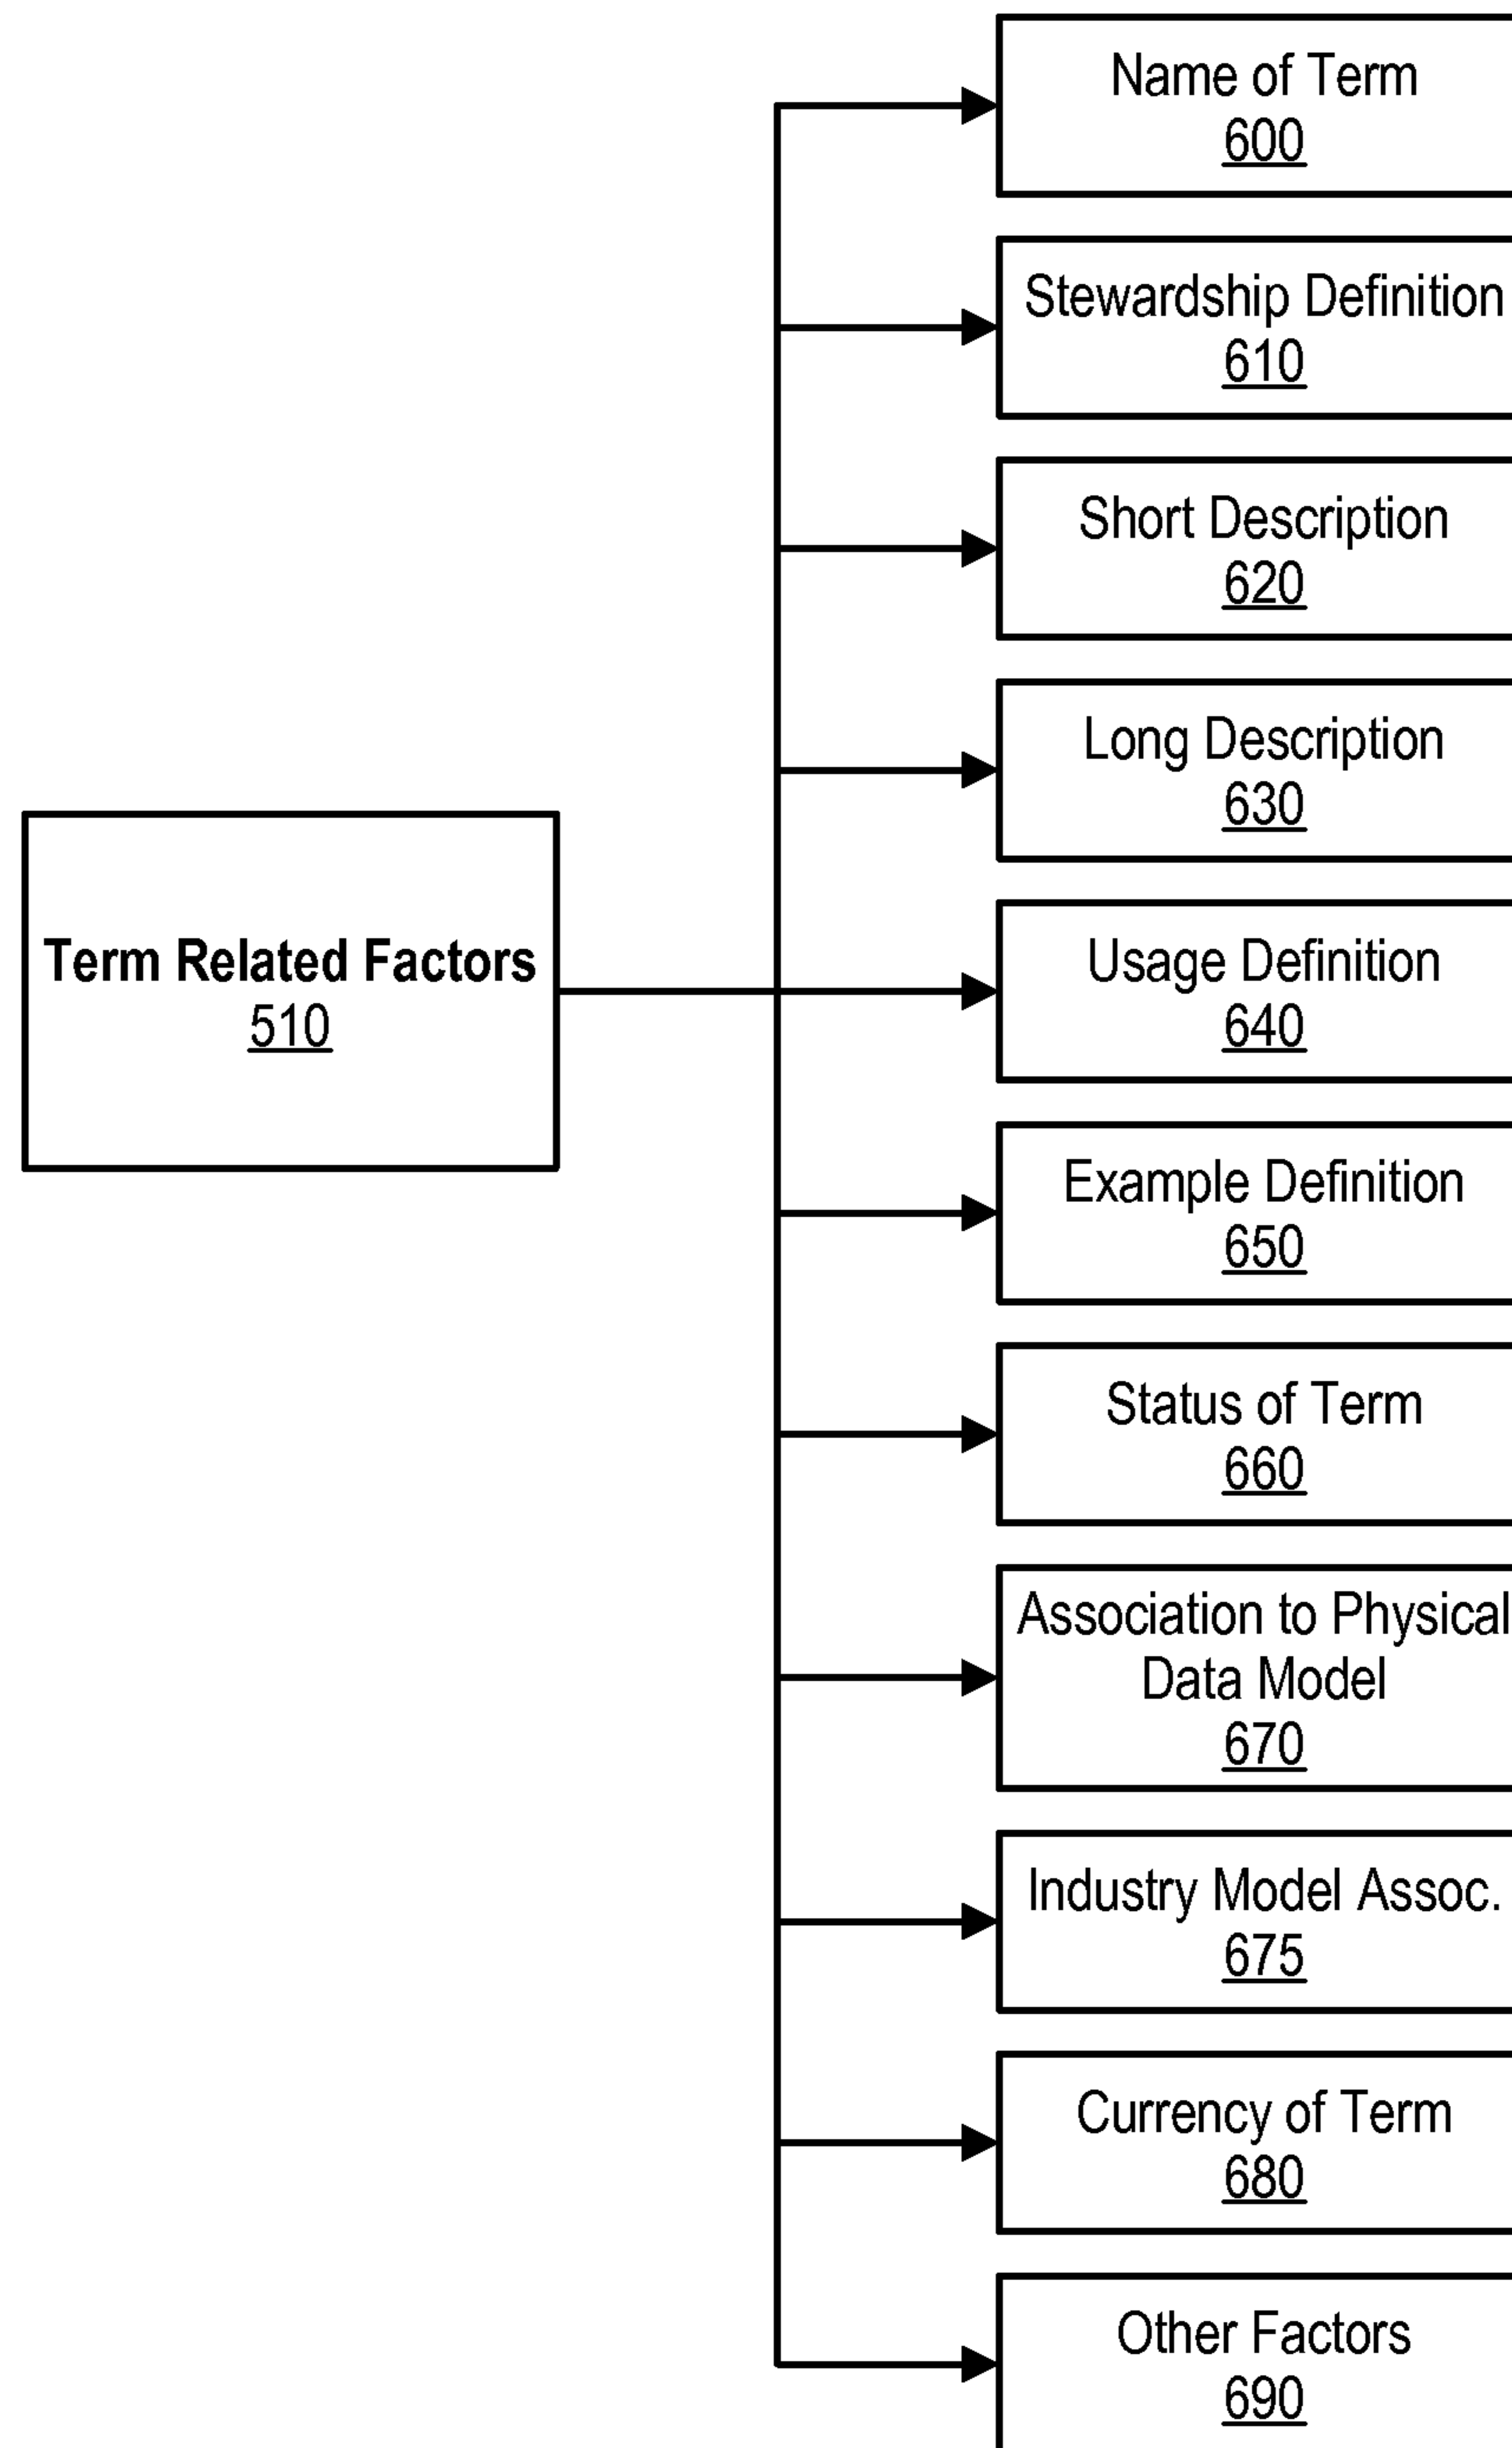 Name of Term
600
Stewardship Definition
610
Short Description
620
Long Description
630
Term Related Factors
510
Usage Definition
640
Example Definition
650
Status of Term
660
Association to Physical
Data Model
670
Industry Model Assoc.
675
Currency of Term
680
Other Factors
690